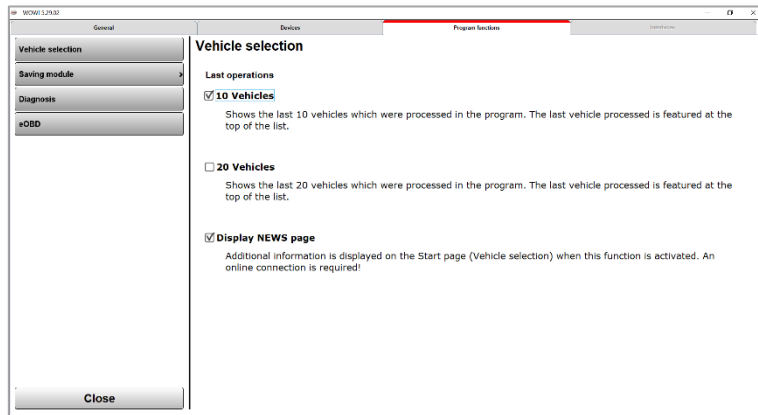 WOW! 5.29.02
General
Devices
Program functions
Interfaces
Vehicle selection
Saving module
Diagnosis
eOBD
Close
Vehicle selection
Last operations
10 Vehicles
Shows the last 10 vehicles which were processed in the program. The last vehicle processed is featured at the
top of the list.
20 Vehicles
Shows the last 20 vehicles which were processed in the program. The last vehicle processed is featured at the
top of the list.
Display NEWS page
Additional information is displayed on the Start page (Vehicle selection) when this function is activated. An
online connection is required!